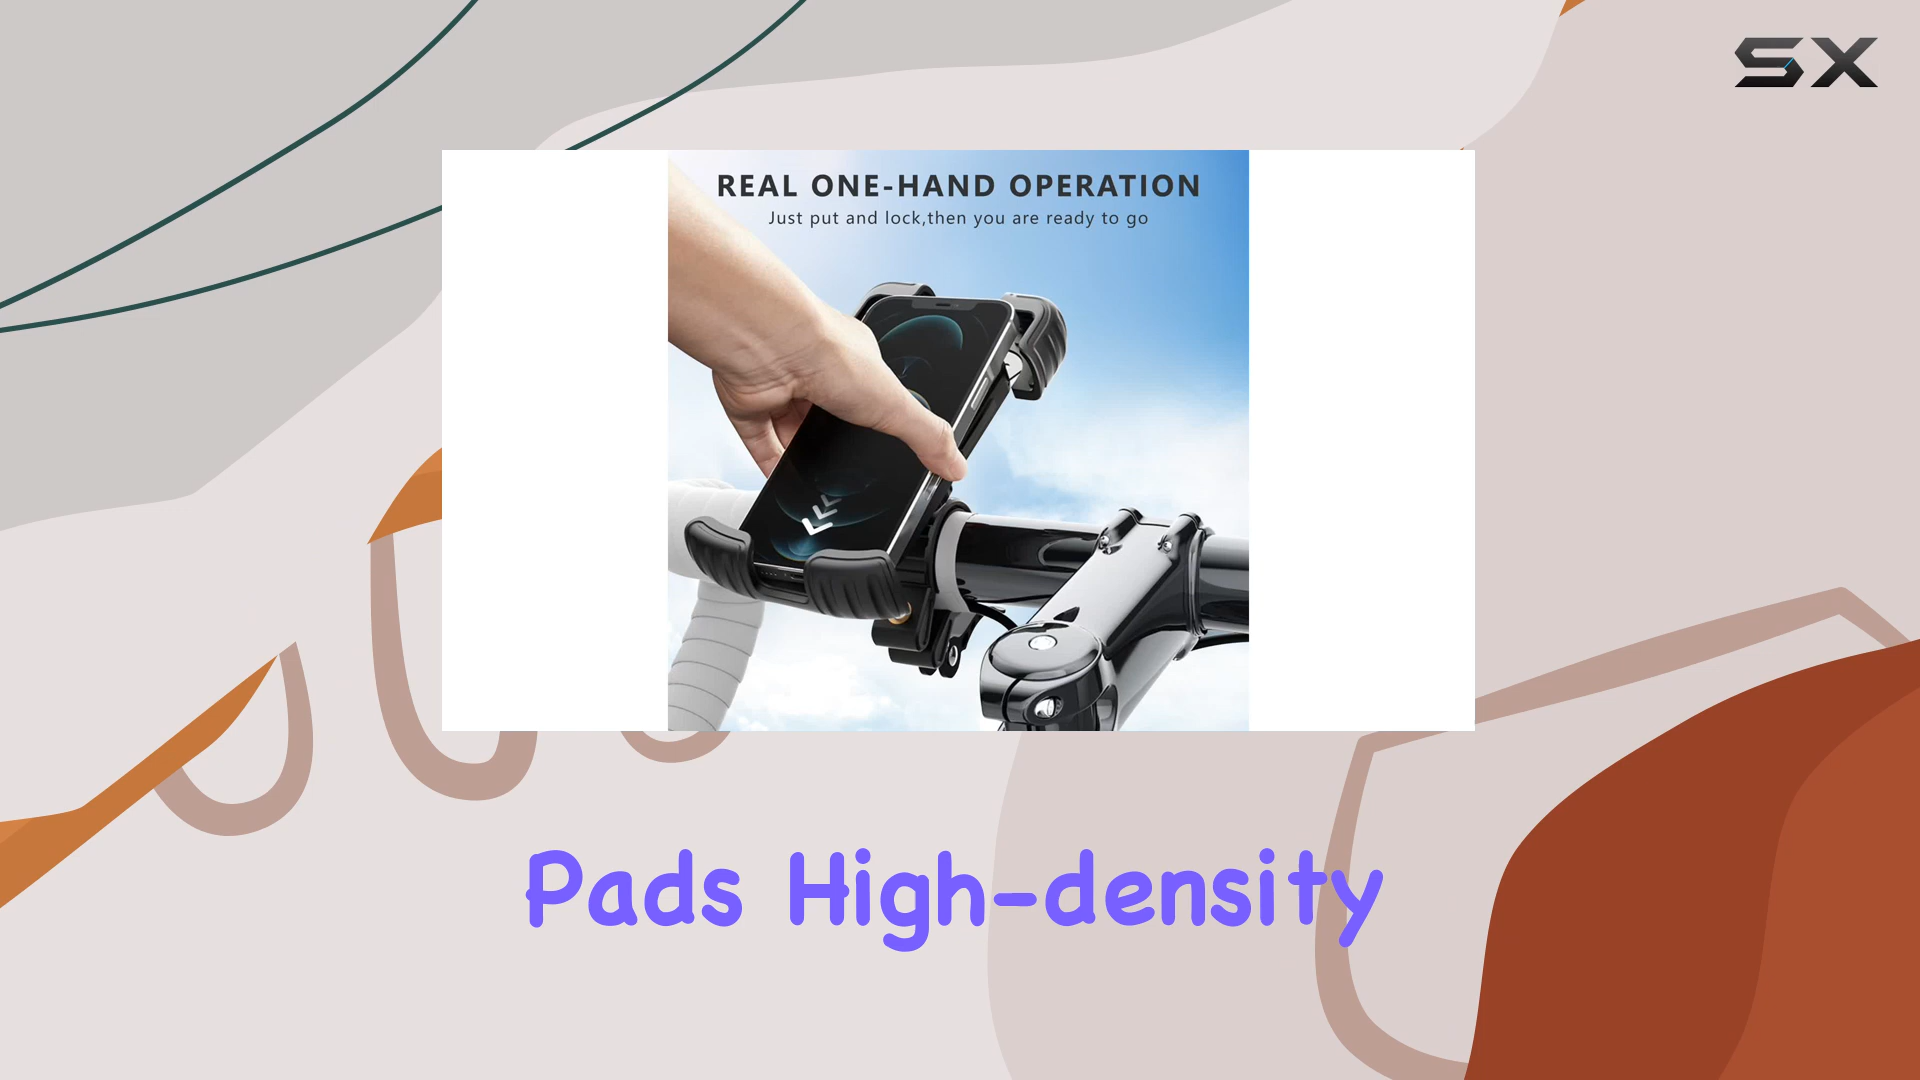 SX
REAL ONE-HAND OPERATION
Just put and lock,then you are ready to go
Pads High-density